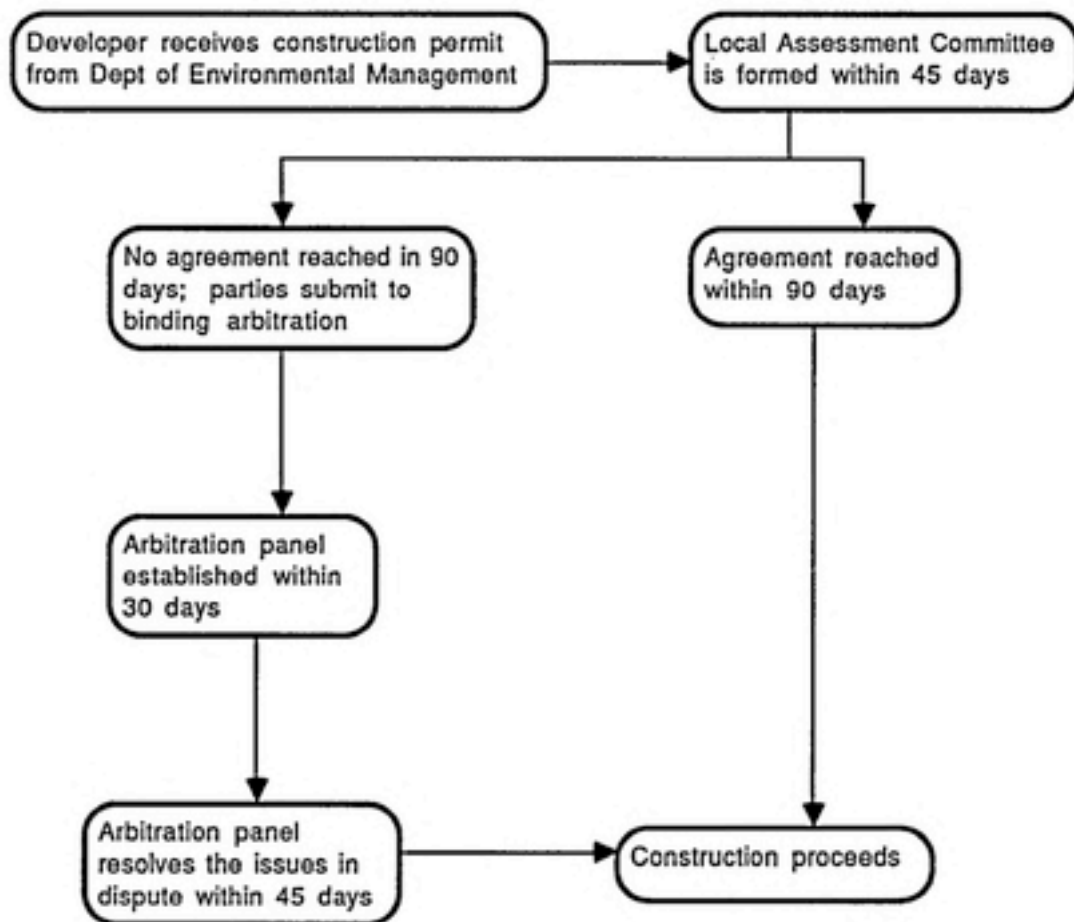 Developer receives construction permit
from Dept of Environmental Management
Local Assessment Committee
is formed within 45 days
No agreement reached in 90
days; parties submit to
binding arbitration
Agreement reached
within 90 days
Arbitration panel
established within
30 days
Arbitration panel
resolves the issues in
dispute within 45 days
Construction proceeds